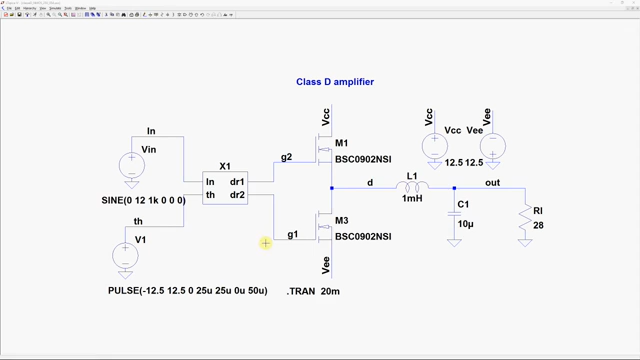 Class D amplifier
Vcc
M1
BSC0902NSI
g2
In
Vin
SINE(0 12 1k 0 0 0)
X1
In dr1
th dr2
th
V1
PULSE(-12.5 12.5 0 25u 25u 0u 50u)
g1
M3
BSC0902NSI
Vee
.TRAN 20m
d
L1
1mH
Vcc
Vcc
12.5
Vee
Vee
12.5
out
C1
10µ
Rl
28